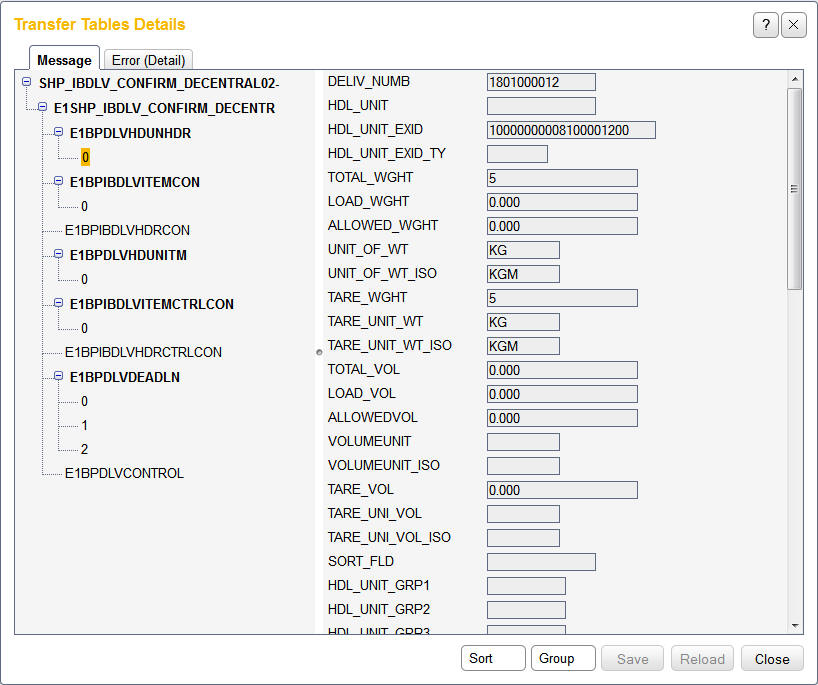 Transfer Tables Details
?
Message
Error (Detail)
SHP_IBDLV_CONFIRM_DECENTRAL02-
E1SHP_IBDLV_CONFIRM_DECENTR
E1BPDLVHDUNHDR
0
E1BPIBDLVITEMCON
0
E1BPIBDLVHDRCON
E1BPDLVHDUNITM
0
E1BPIBDLVITEMCTRLCON
0
E1BPIBDLVHDRCTRLCON
E1BPDLVDEADLN
0
1
2
E1BPDLVCONTROL
DELIV_NUMB 1801000012
HDL_UNIT
HDL_UNIT_EXID 10000000008100001200
HDL_UNIT_EXID_TY
TOTAL_WGHT 5
LOAD_WGHT 0.000
ALLOWED_WGHT 0.000
UNIT_OF_WT KG
UNIT_OF_WT_ISO KGM
TARE_WGHT 5
TARE_UNIT_WT KG
TARE_UNIT_WT_ISO KGM
TOTAL_VOL 0.000
LOAD_VOL 0.000
ALLOWEDVOL 0.000
VOLUMEUNIT
VOLUMEUNIT_ISO
TARE_VOL 0.000
TARE_UNI_VOL
TARE_UNI_VOL_ISO
SORT_FLD
HDL_UNIT_GRP1
HDL_UNIT_GRP2
HDL_UNIT_GRP3
Sort
Group
Save
Reload
Close